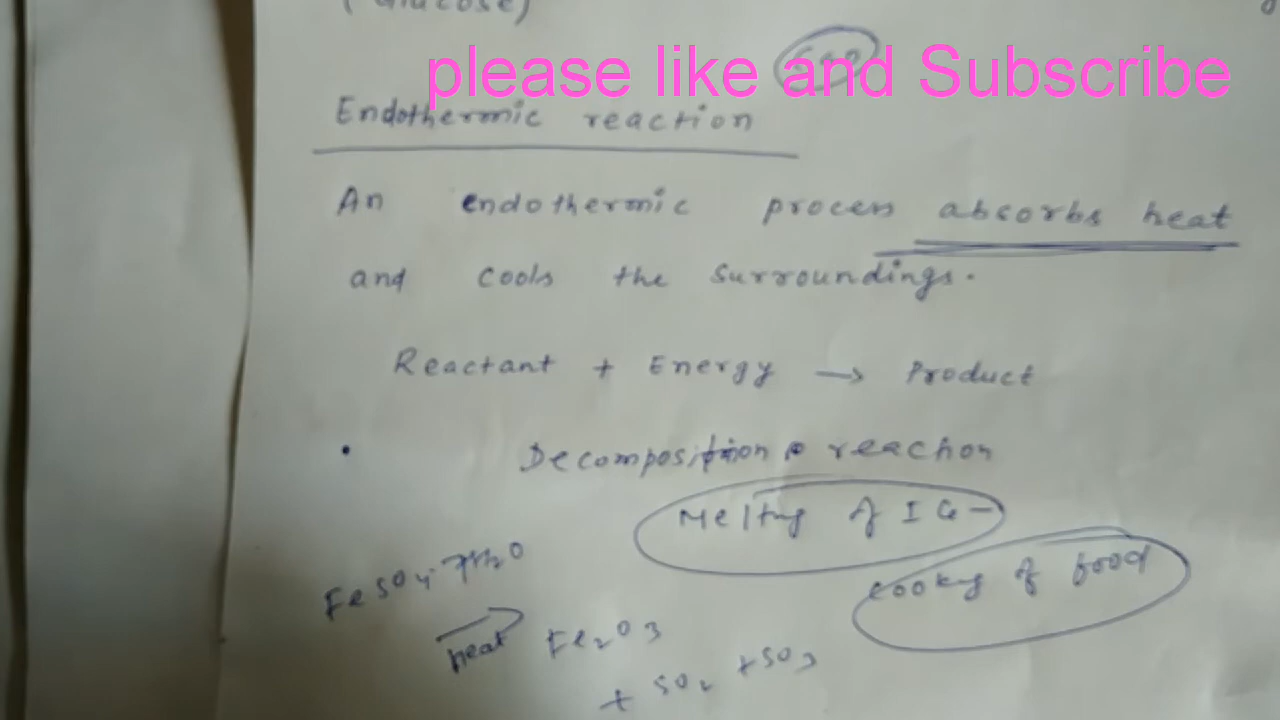 (Glucose)
please like and Subscribe
Endothermic reaction
An endothermic process absorbs heat
and cools the surroundings.
Reactant + Energy → Product
• Decomposition reaction
Melting of Ice
Cooking of food
FeSO4·7H2O
heat Fe2O3
+ SO2 + SO3